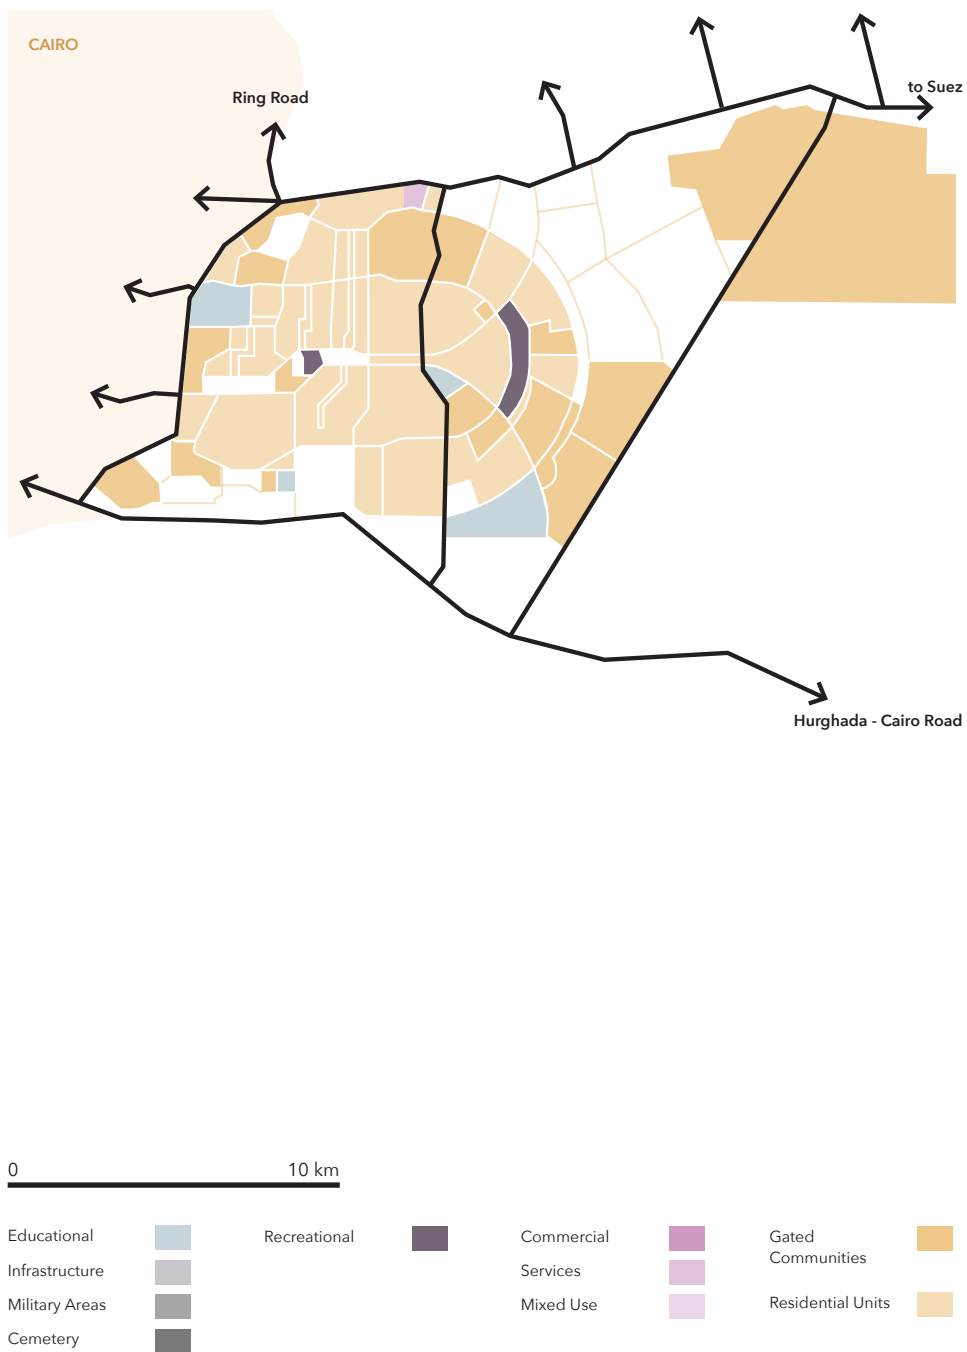 CAIRO
Ring Road
to Suez
Hurghada - Cairo Road
0 10 km
Educational
Infrastructure
Military Areas
Cemetery
Recreational
Commercial
Services
Mixed Use
Gated
Communities
Residential Units